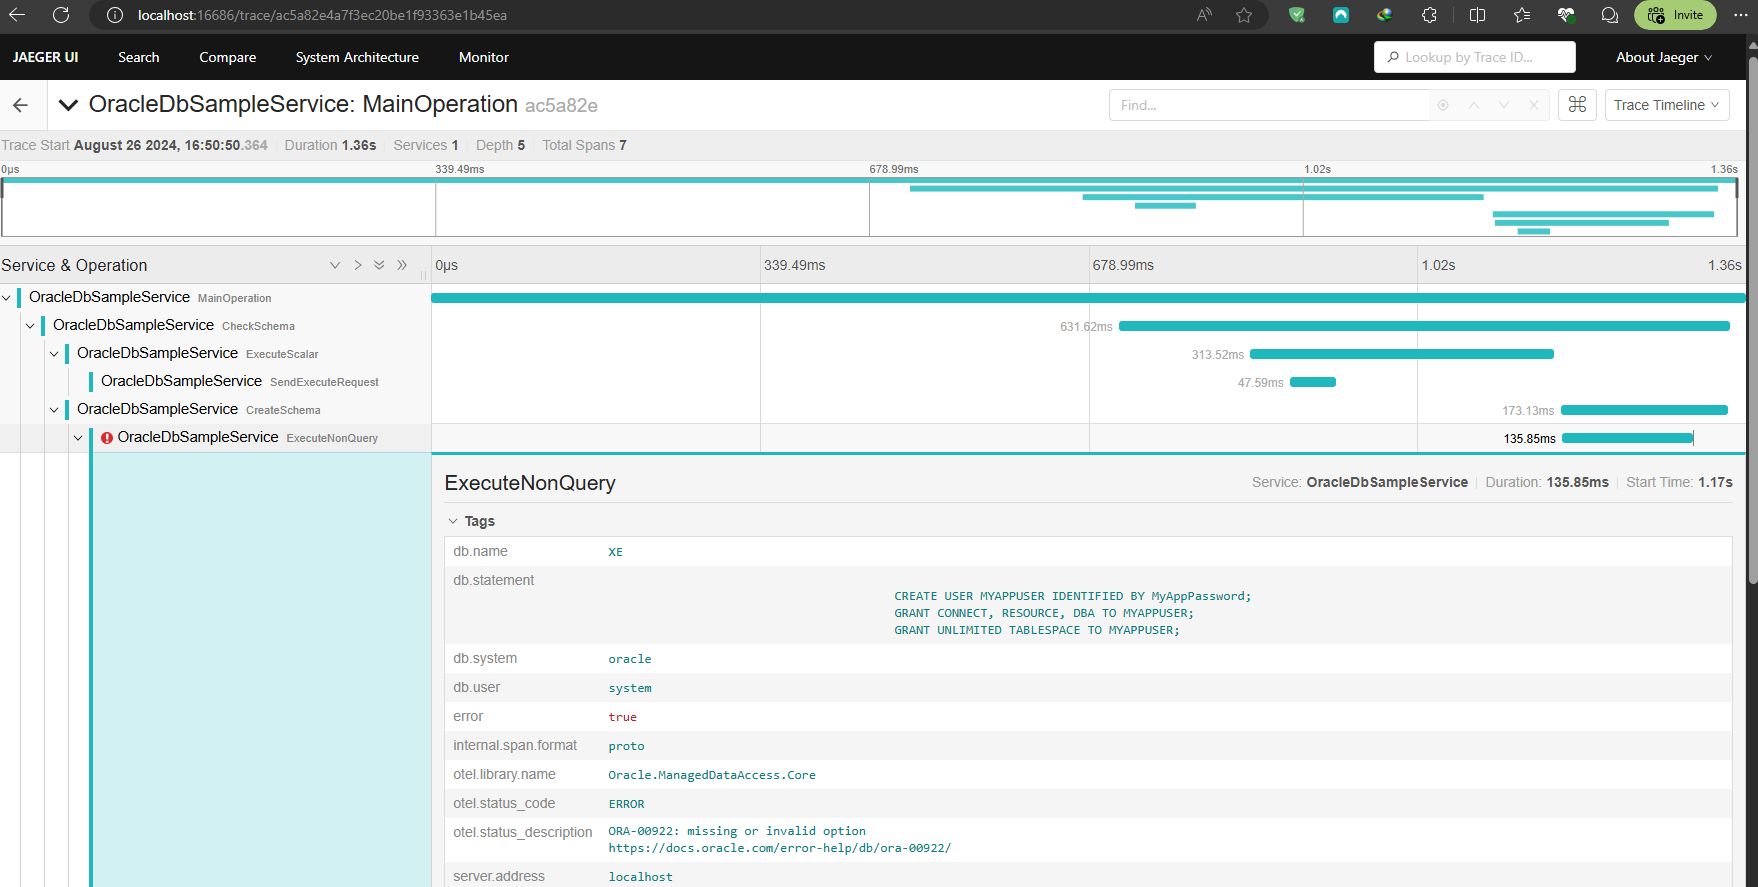 localhost:16686/trace/ac5a82e4a7f3ec20be1f93363e1b45ea
Invite
JAEGER UI Search Compare System Architecture Monitor Lookup by Trace ID... About Jaeger
OracleDbSampleService: MainOperation ac5a82e Find... Trace Timeline
Trace Start August 26 2024, 16:50:50.364 Duration 1.36s Services 1 Depth 5 Total Spans 7
0μs 339.49ms 678.99ms 1.02s 1.36s
Service & Operation 0μs 339.49ms 678.99ms 1.02s 1.36s
OracleDbSampleService MainOperation
OracleDbSampleService CheckSchema 631.62ms
OracleDbSampleService ExecuteScalar 313.52ms
OracleDbSampleService SendExecuteRequest 47.59ms
OracleDbSampleService CreateSchema 173.13ms
OracleDbSampleService ExecuteNonQuery 135.85ms
ExecuteNonQuery Service: OracleDbSampleService Duration: 135.85ms Start Time: 1.17s
Tags
db.name XE
db.statement
CREATE USER MYAPPUSER IDENTIFIED BY MyAppPassword;
GRANT CONNECT, RESOURCE, DBA TO MYAPPUSER;
GRANT UNLIMITED TABLESPACE TO MYAPPUSER;
db.system oracle
db.user system
error true
internal.span.format proto
otel.library.name Oracle.ManagedDataAccess.Core
otel.status_code ERROR
otel.status_description ORA-00922: missing or invalid option
https://docs.oracle.com/error-help/db/ora-00922/
server.address localhost